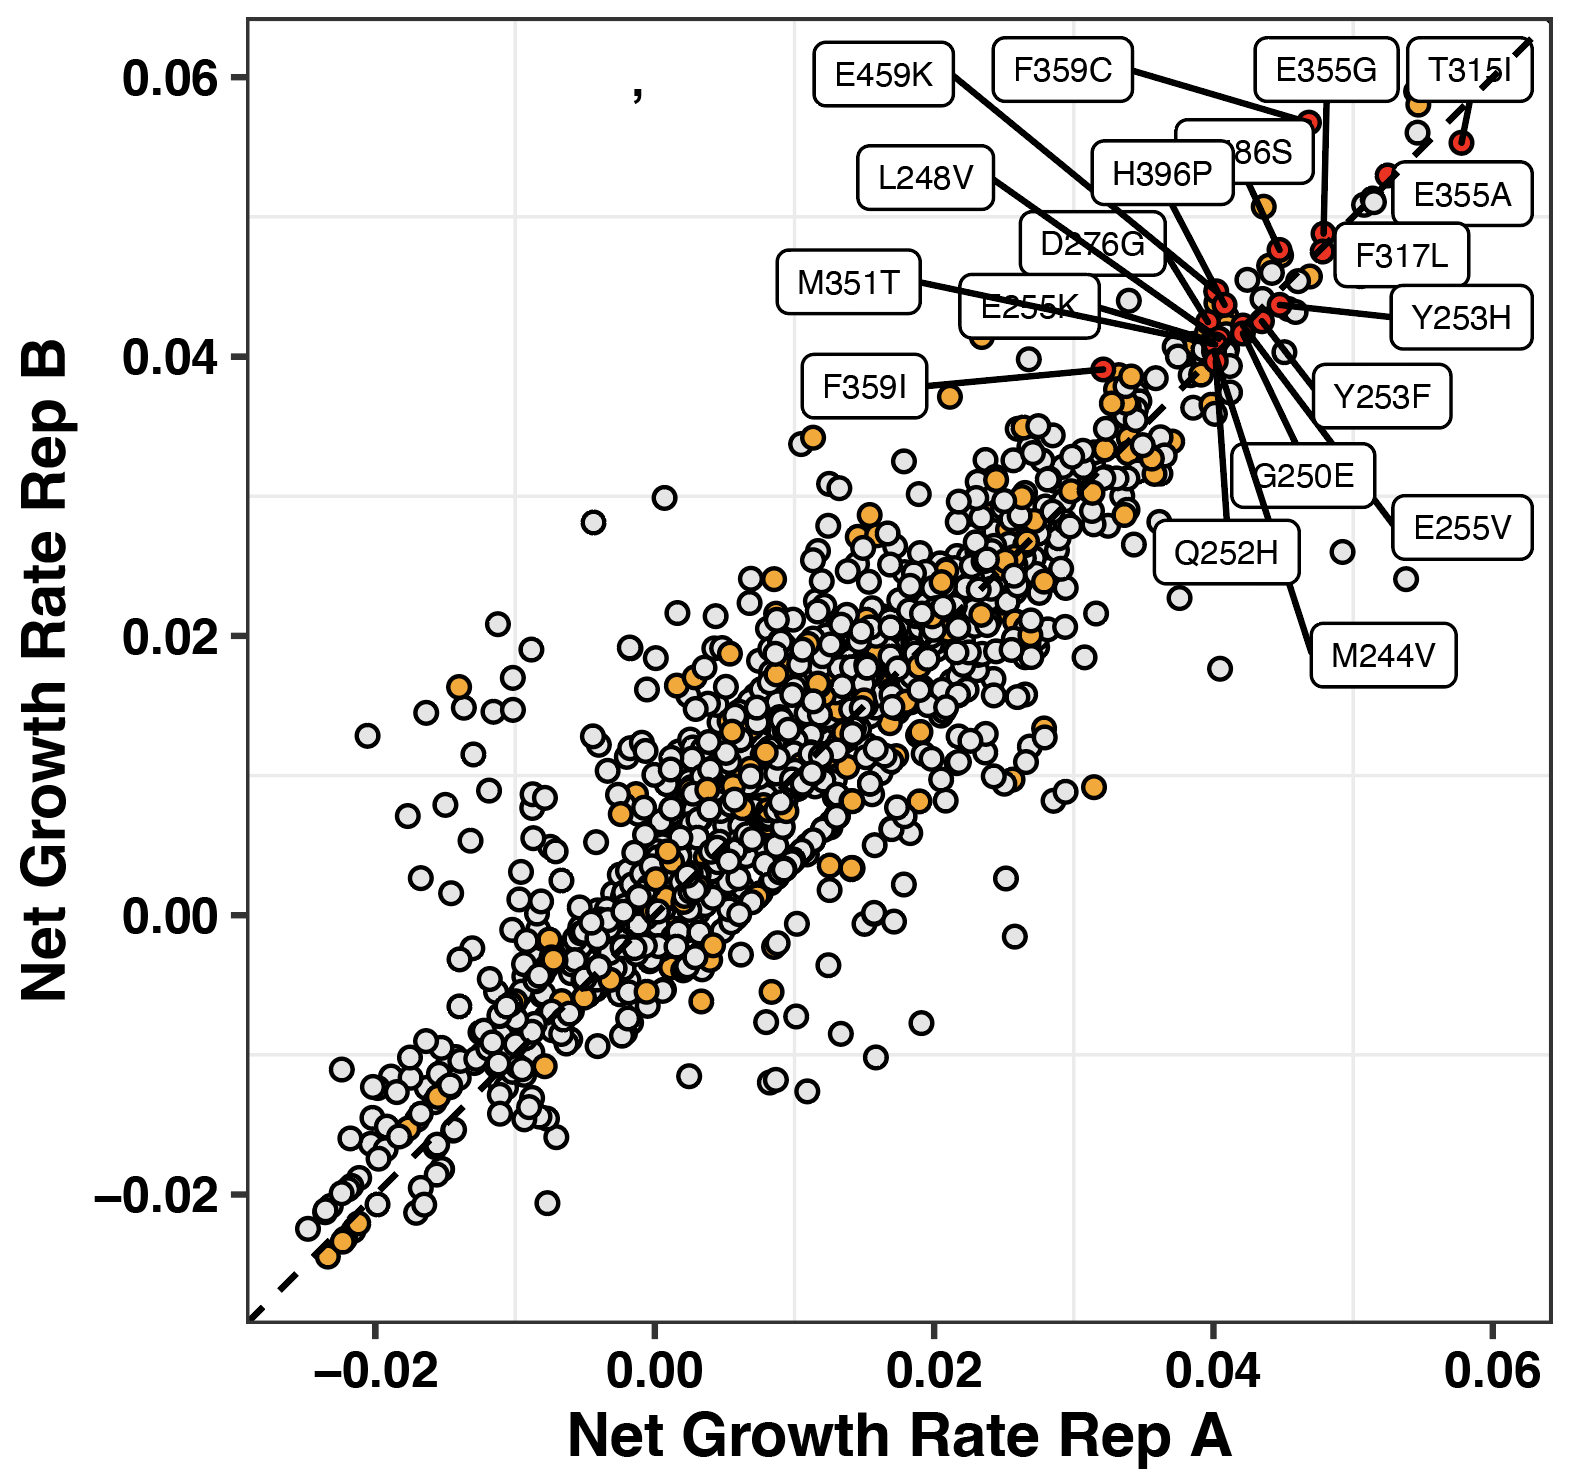 0.06
0.04
0.02
0.00
−0.02
Net Growth Rate Rep B
,
E459K
F359C
E355G
T315I
86S
H396P
L248V
E355A
D276G
F317L
M351T
E255K
Y253H
F359I
Y253F
G250E
E255V
Q252H
M244V
−0.02
0.00
0.02
0.04
0.06
Net Growth Rate Rep A